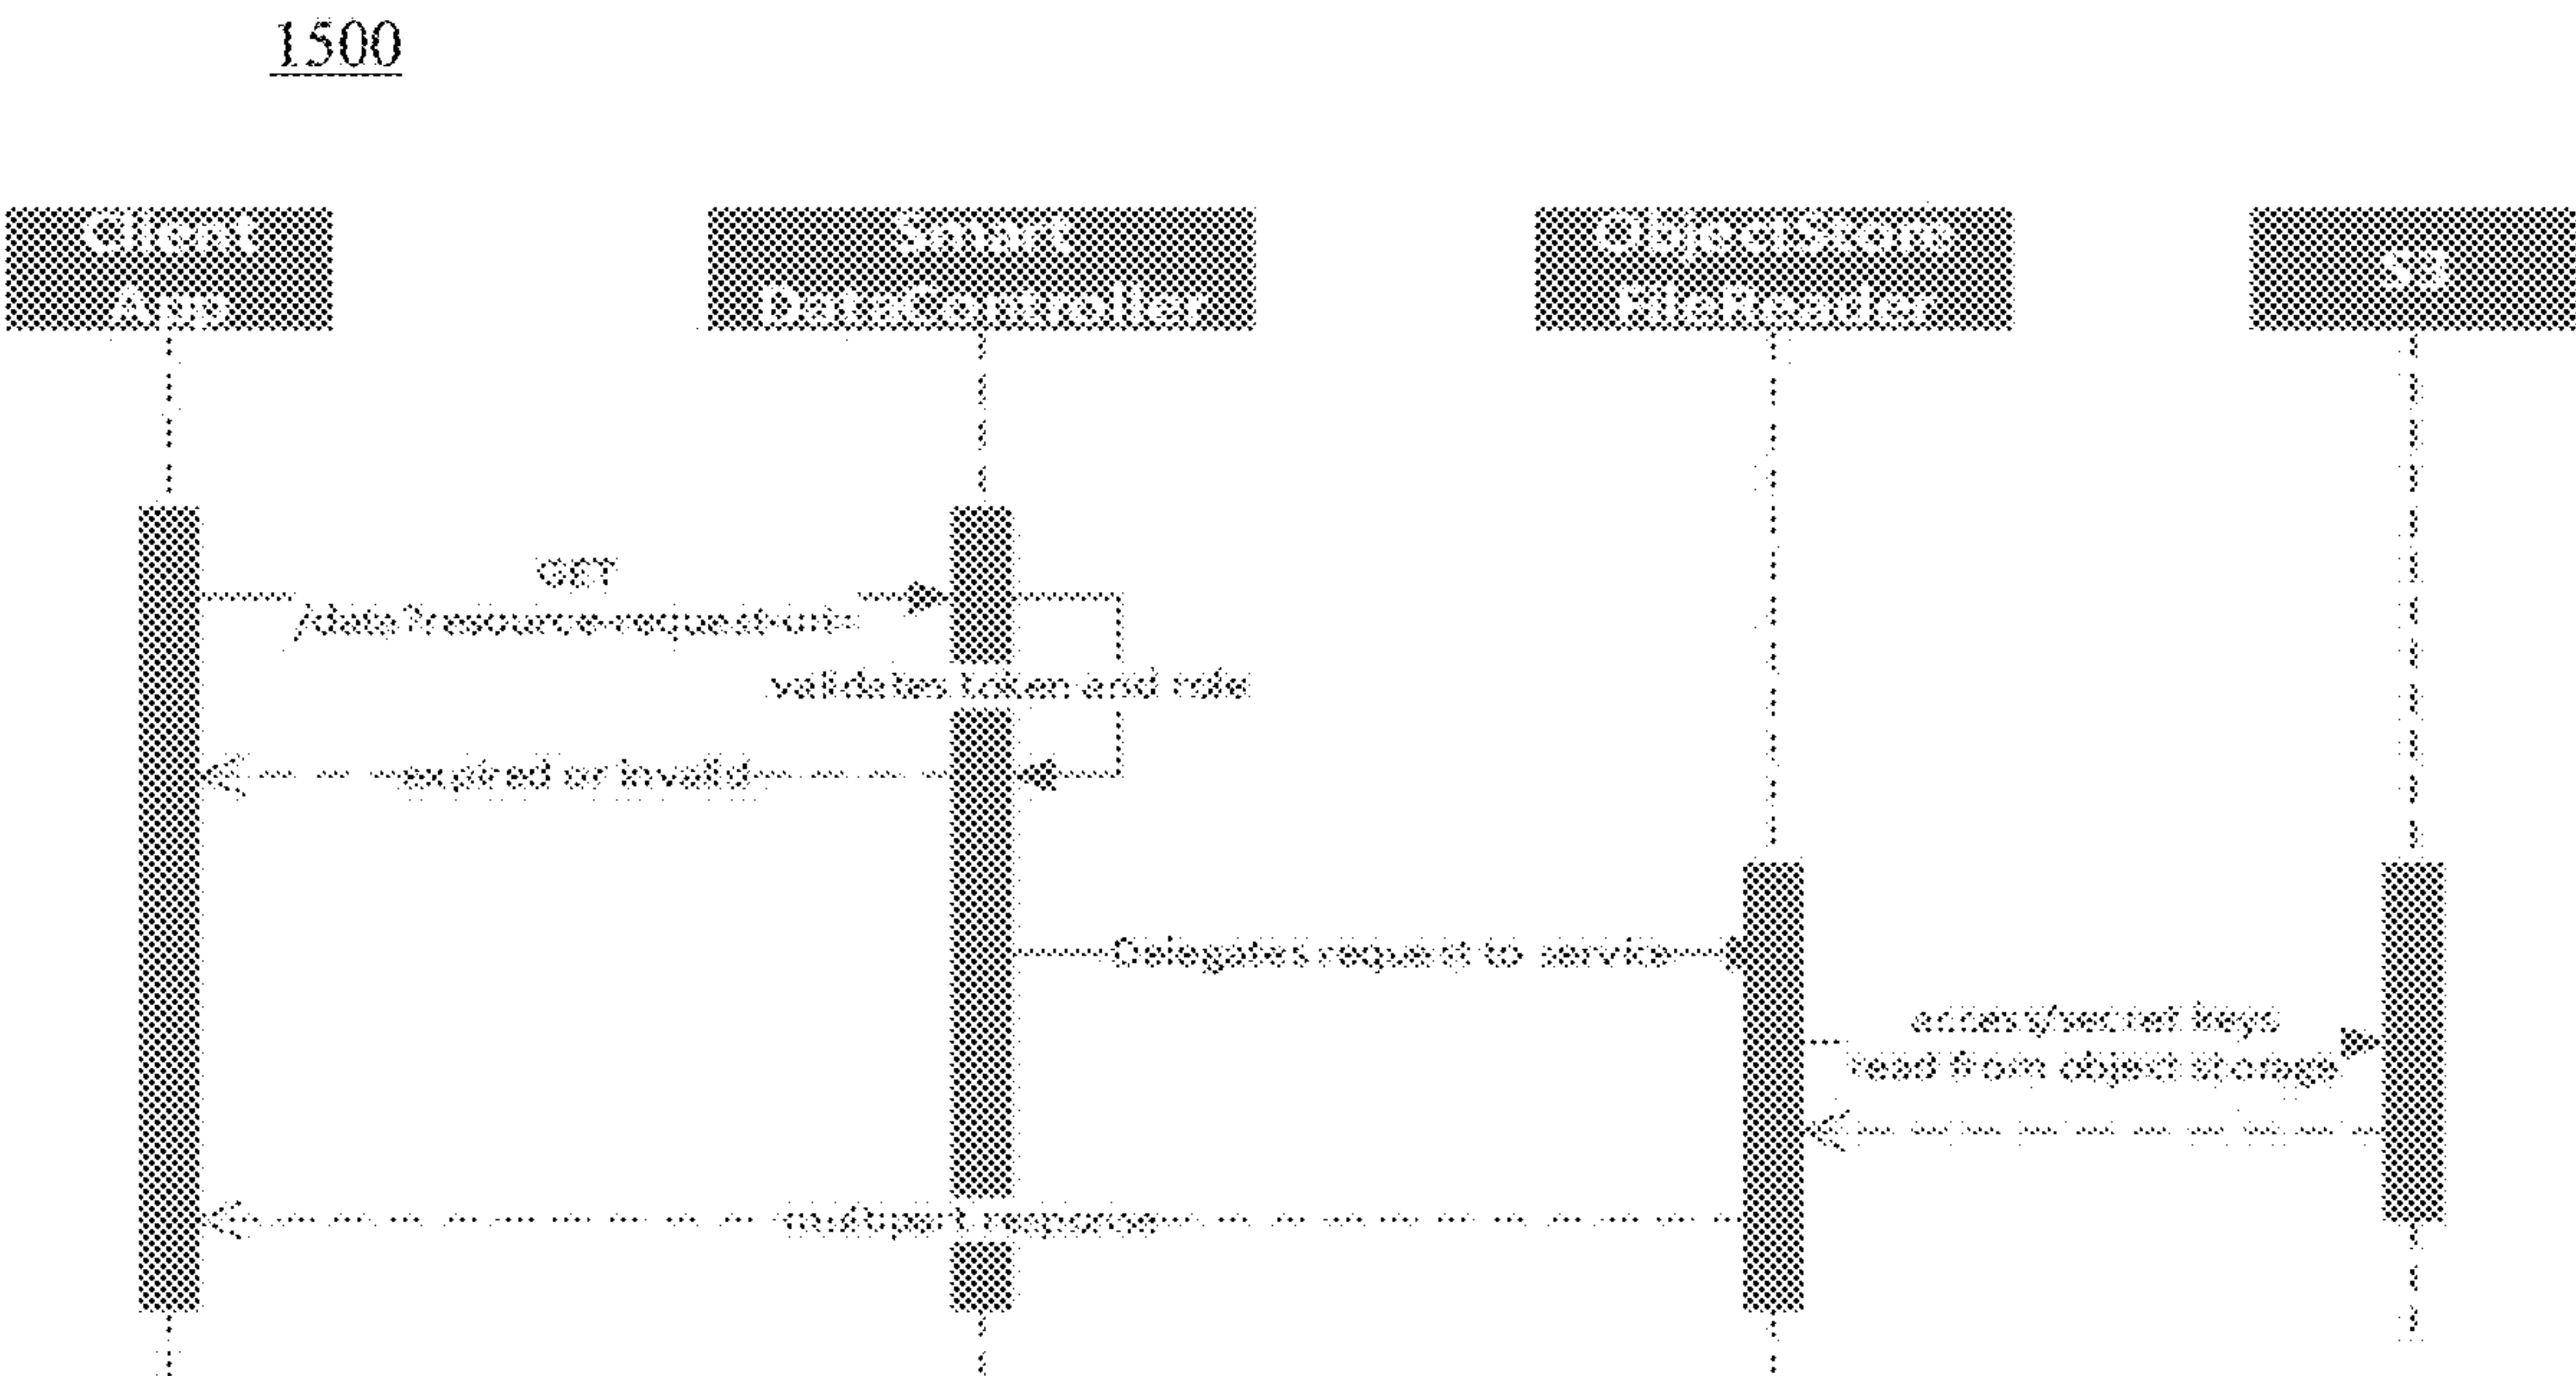 1500
Client
App
Smart
DataController
ObjectStore
FileReader
S3
GET
/data?resource-request-uri=
validates token and role
expired or invalid
Delegates request to service
access/secret keys
read from object storage
multipart response